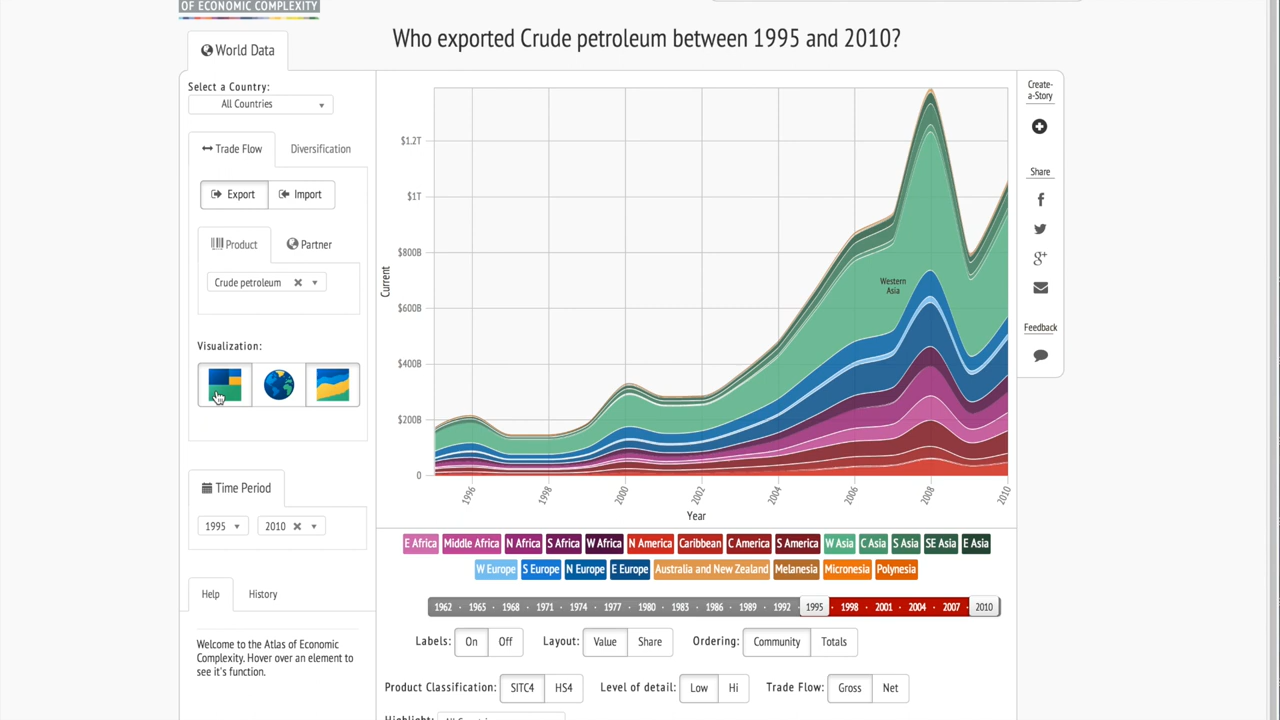 OF ECONOMIC COMPLEXITY
Who exported Crude petroleum between 1995 and 2010?
World Data
Select a Country:
All Countries
Trade Flow
Diversification
Export
Import
Product
Partner
Crude petroleum
Visualization:
Time Period
1995
2010
Help
History
Welcome to the Atlas of Economic
Complexity. Hover over an element to
see it's function.
$1.2T
$1T
$800B
$600B
$400B
$200B
0
Current
Western
Asia
1996
1998
2000
2002
2004
2006
2008
2010
Year
E Africa Middle Africa N Africa S Africa W Africa N America Caribbean C America S America W Asia C Asia S Asia SE Asia E Asia
W Europe S Europe N Europe E Europe Australia and New Zealand Melanesia Micronesia Polynesia
1962 · 1965 · 1968 · 1971 · 1974 · 1977 · 1980 · 1983 · 1986 · 1989 · 1992 · 1995 · 1998 · 2001 · 2004 · 2007 · 2010
Labels: On Off Layout: Value Share Ordering: Community Totals
Product Classification: SITC4 HS4 Level of detail: Low Hi Trade Flow: Gross Net
Highlight: All Countries
Create-
a-Story
Share
Feedback